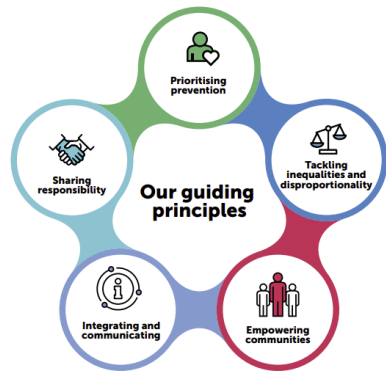 Prioritising
prevention
Tackling
inequalities and
disproportionality
Sharing
responsibility
Our guiding
principles
Integrating and
communicating
Empowering
communities